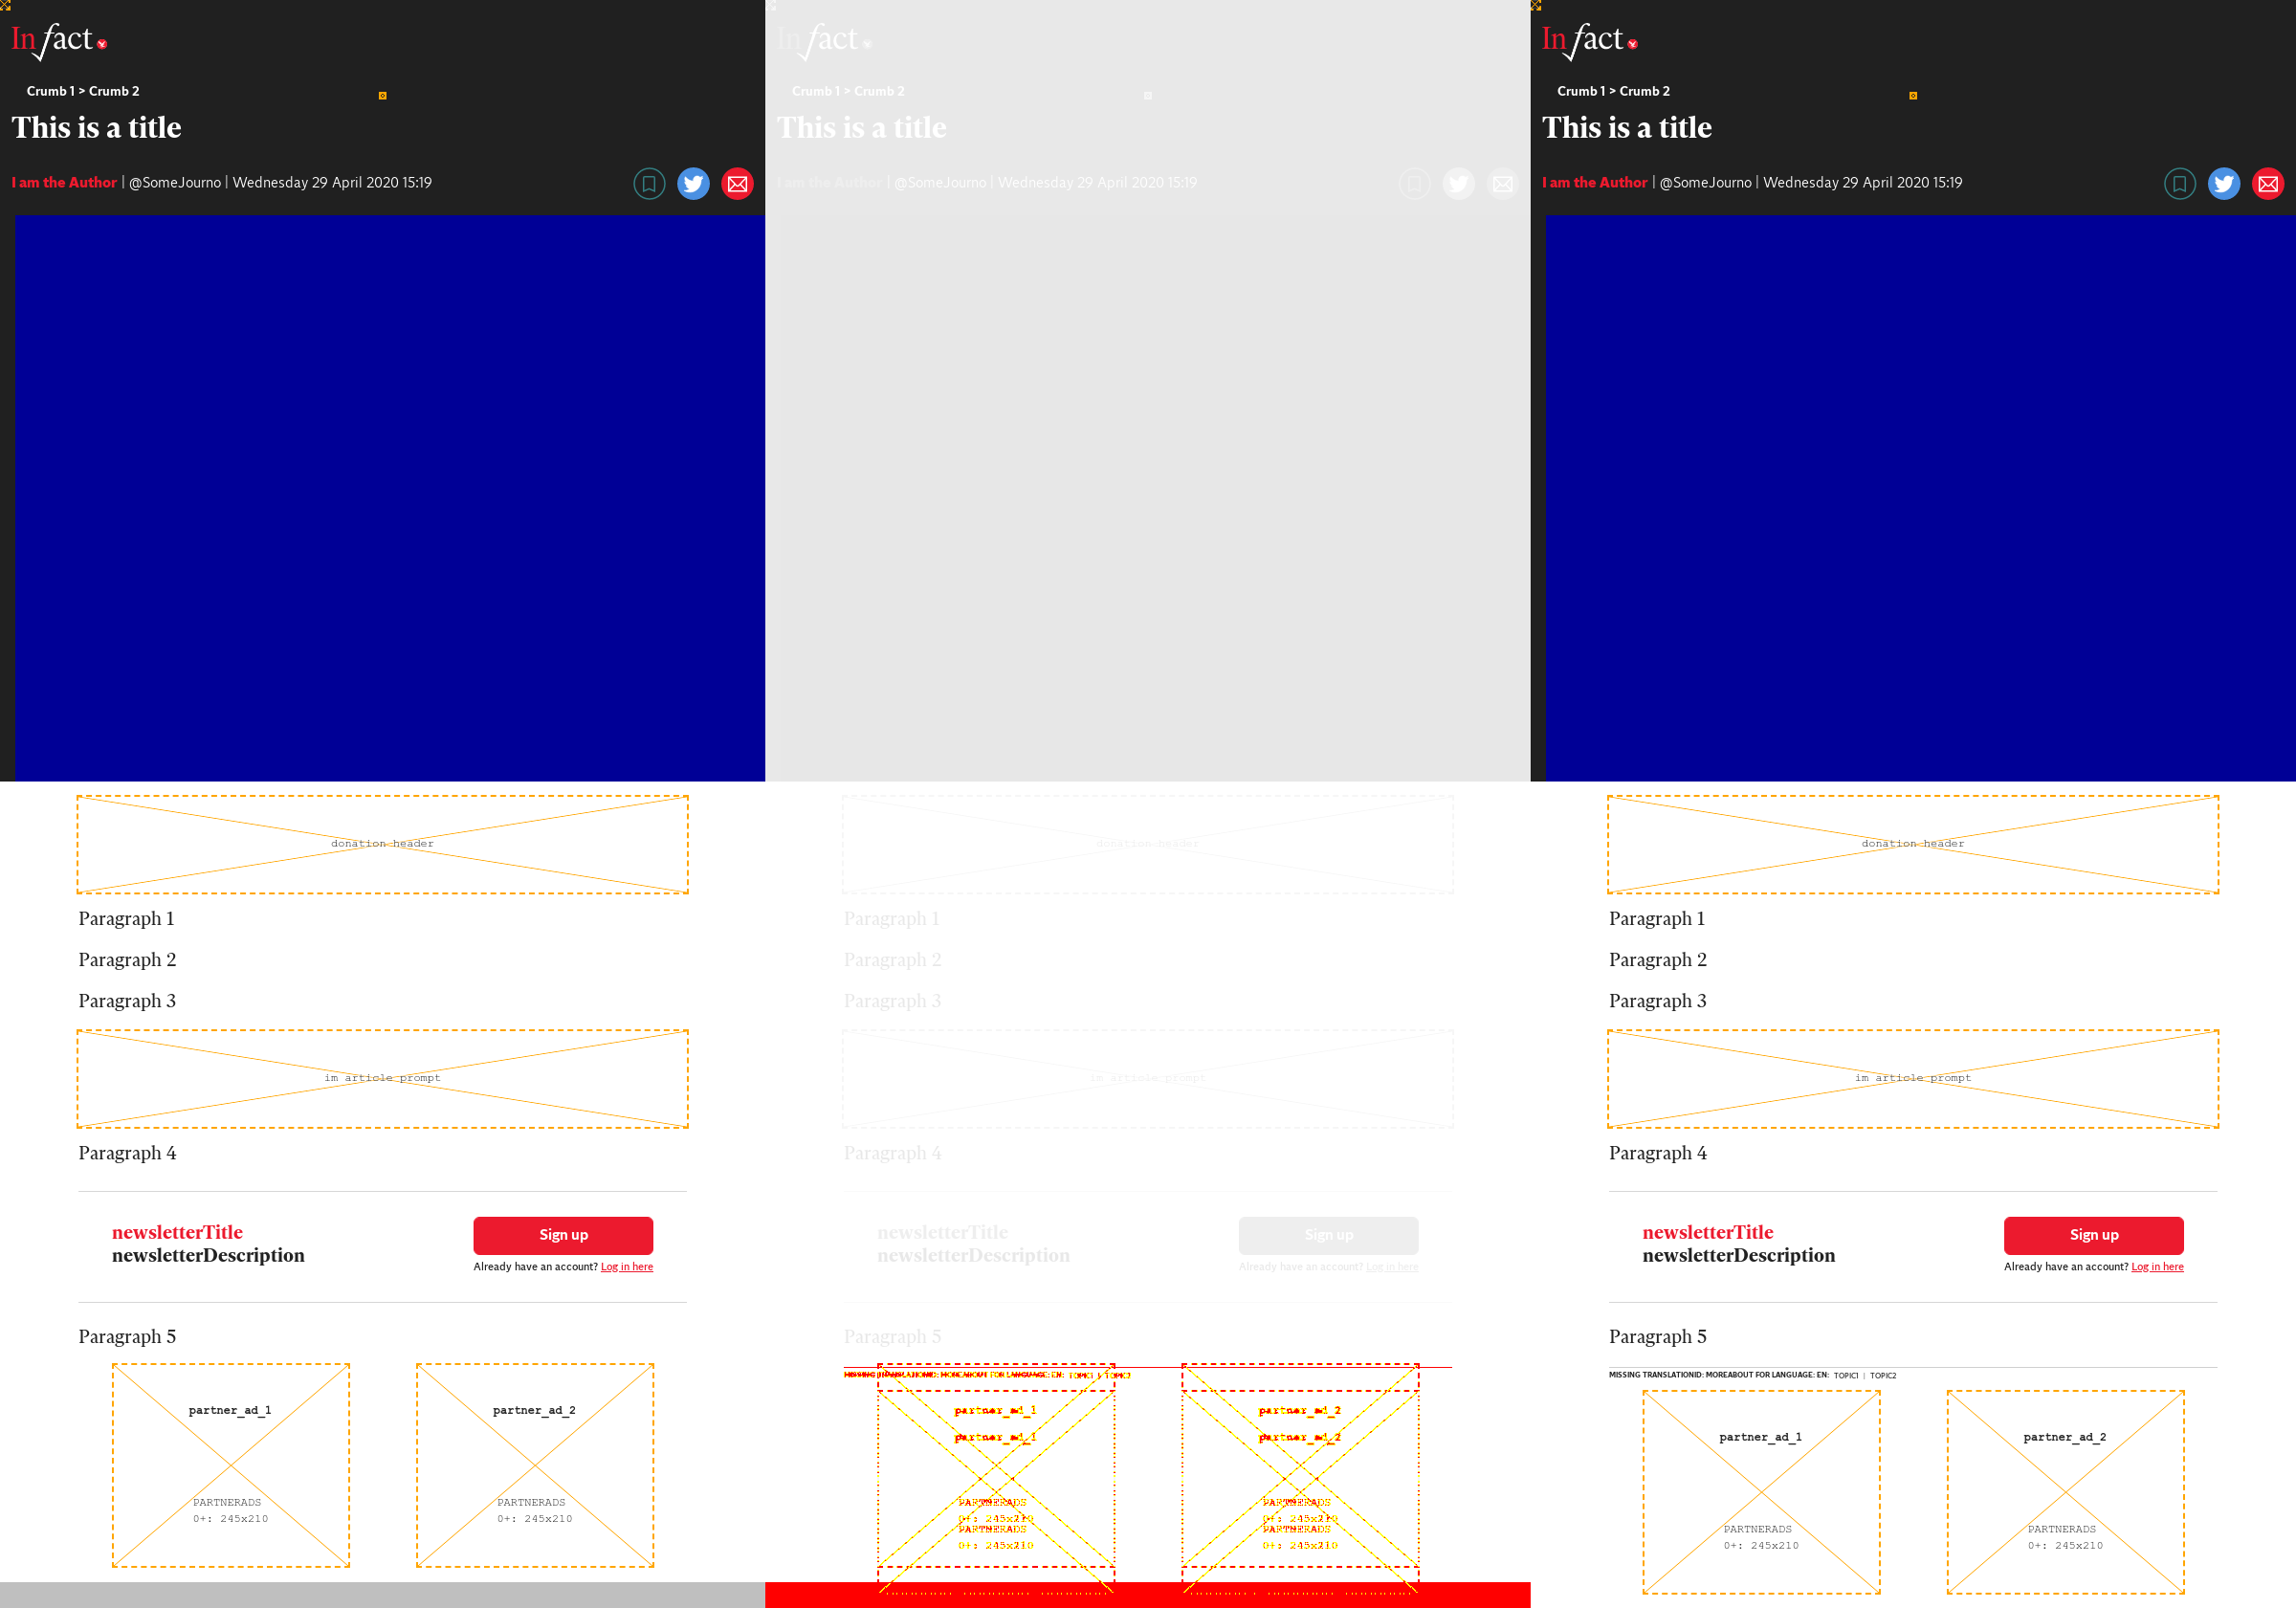 In fact
Crumb 1 > Crumb 2
This is a title
I am the Author | @SomeJourno | Wednesday 29 April 2020 15:19
donation header
Paragraph 1
Paragraph 2
Paragraph 3
im article prompt
Paragraph 4
newsletterTitle
newsletterDescription
Sign up
Already have an account? Log in here
Paragraph 5
partner_ad_1
PARTNERADS
0+: 245x210
partner_ad_2
PARTNERADS
0+: 245x210
In fact
Crumb 1 > Crumb 2
This is a title
I am the Author | @SomeJourno | Wednesday 29 April 2020 15:19
donation header
Paragraph 1
Paragraph 2
Paragraph 3
im article prompt
Paragraph 4
newsletterTitle
newsletterDescription
Sign up
Already have an account? Log in here
Paragraph 5
MISSING TRANSLATIONID: MOREABOUT FOR LANGUAGE: EN: TOPIC1 | TOPIC2
partner_ad_1
partner_ad_1
PARTNERADS
0+: 245x210
PARTNERADS
0+: 245x210
partner_ad_2
partner_ad_2
PARTNERADS
0+: 245x210
PARTNERADS
0+: 245x210
In fact
Crumb 1 > Crumb 2
This is a title
I am the Author | @SomeJourno | Wednesday 29 April 2020 15:19
donation header
Paragraph 1
Paragraph 2
Paragraph 3
im article prompt
Paragraph 4
newsletterTitle
newsletterDescription
Sign up
Already have an account? Log in here
Paragraph 5
MISSING TRANSLATIONID: MOREABOUT FOR LANGUAGE: EN: TOPIC1 | TOPIC2
partner_ad_1
PARTNERADS
0+: 245x210
partner_ad_2
PARTNERADS
0+: 245x210